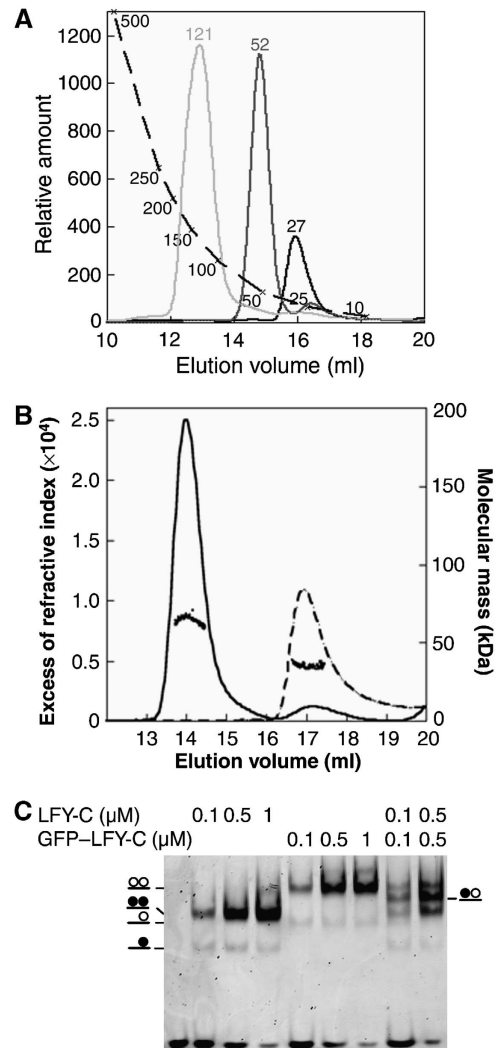 A
1200
1000
800
600
400
200
0
Relative amount
121
52
27
500
250
200
150
100
50
25
10
10 12 14 16 18 20
Elution volume (ml)
B
2.5
2.0
1.5
1.0
0.5
0
Excess of refractive index (×10⁴)
200
150
100
50
0
Molecular mass (kDa)
13 14 15 16 17 18 19 20
Elution volume (ml)
C
LFY-C (μM) 0.1 0.5 1 0.1 0.5
GFP–LFY-C (μM) 0.1 0.5 1 0.1 0.5